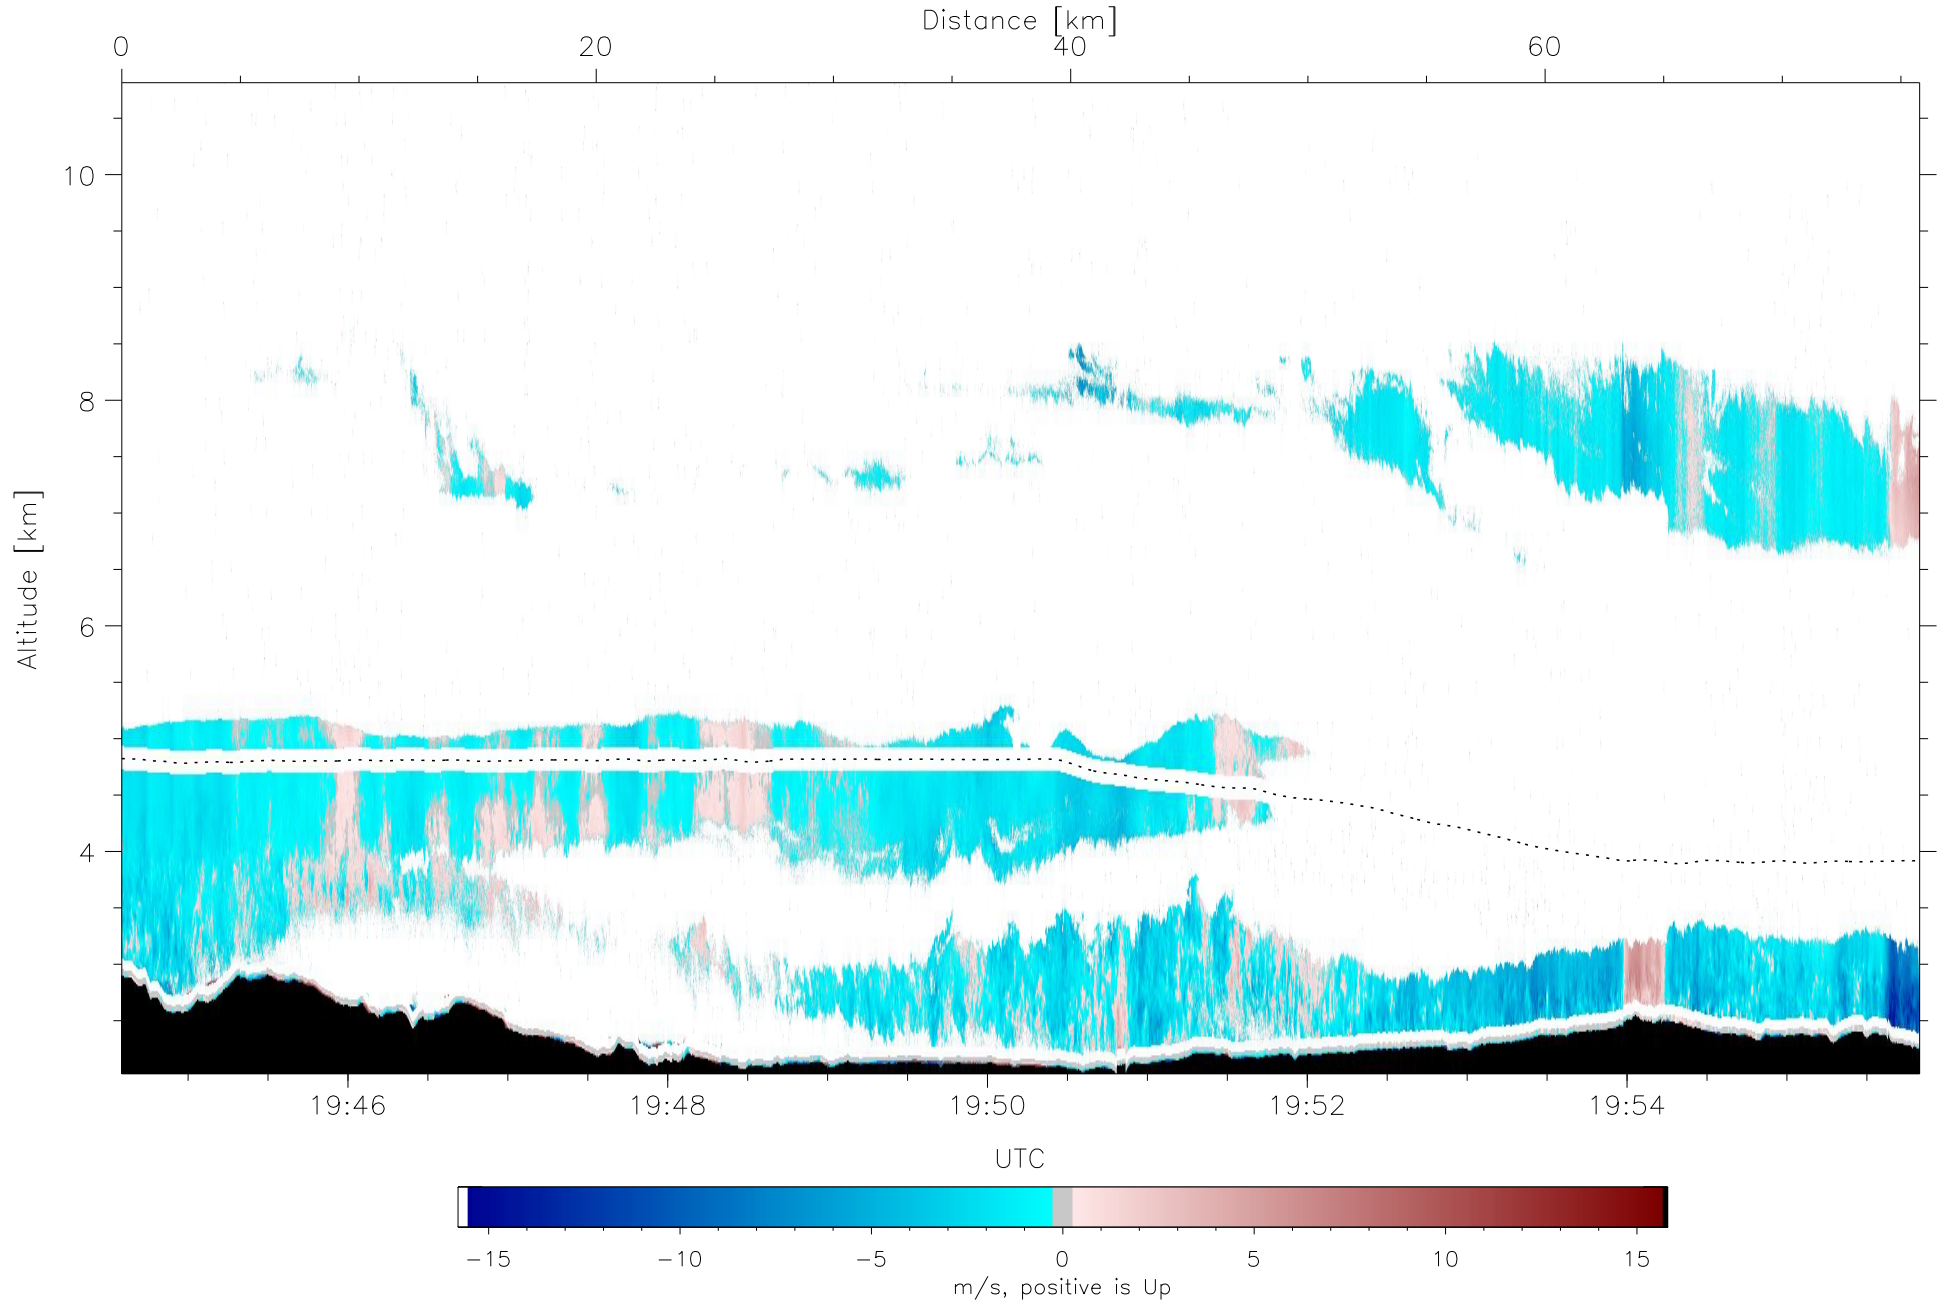 Distance [km]
0 20 40 60
Altitude [km]
10
8
6
4
19:46 19:48 19:50 19:52 19:54
UTC
−15 −10 −5 0 5 10 15
m/s, positive is Up